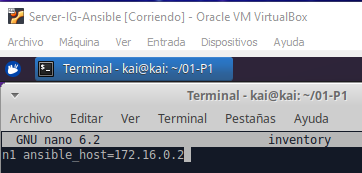 Server-IG-Ansible [Corriendo] - Oracle VM VirtualBox
Archivo Máquina Ver Entrada Dispositivos Ayuda
Terminal - kai@kai: ~/01-P1
Terminal - kai@kai: ~/01-P1
Archivo Editar Ver Terminal Pestañas Ayuda
GNU nano 6.2 inventory
n1 ansible_host=172.16.0.2